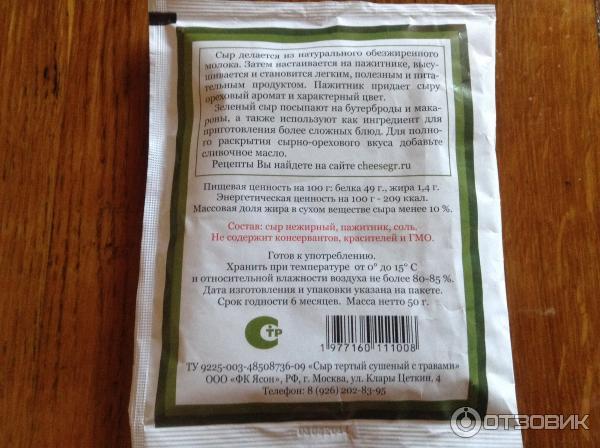 Сыр делается из натурального обезжиренного
молока. Затем настаивается на пажитнике, высу-
шивается и становится легким, полезным и пита-
тельным продуктом. Пажитник придает сыру
ореховый аромат и характерный цвет.
Зеленый сыр посыпают на бутерброды и мака-
роны, а также используют как ингредиент для
приготовления более сложных блюд. Для полно-
го раскрытия сырно-орехового вкуса добавьте
сливочное масло.
Рецепты Вы найдете на сайте cheesegr.ru
Пищевая ценность на 100 г: белка 49 г., жира 1,4 г.
Энергетическая ценность на 100 г - 209 ккал.
Массовая доля жира в сухом веществе сыра менее 10 %.
Состав: сыр нежирный, пажитник, соль.
Не содержит консервантов, красителей и ГМО.
Готов к употреблению.
Хранить при температуре от 0° до 15° С
и относительной влажности воздуха не более 80-85 %.
Дата изготовления и упаковки указана на пакете.
Срок годности 6 месяцев. Масса нетто 50 г.
СТР
1 977160 111008
ТУ 9225-003-48508736-09 «Сыр тертый сушеный с травами»
ООО «ФК Ясон», РФ, г. Москва, ул. Клары Цеткин, 4
Телефон: 8 (926) 202-83-95
ОТЗОВИК